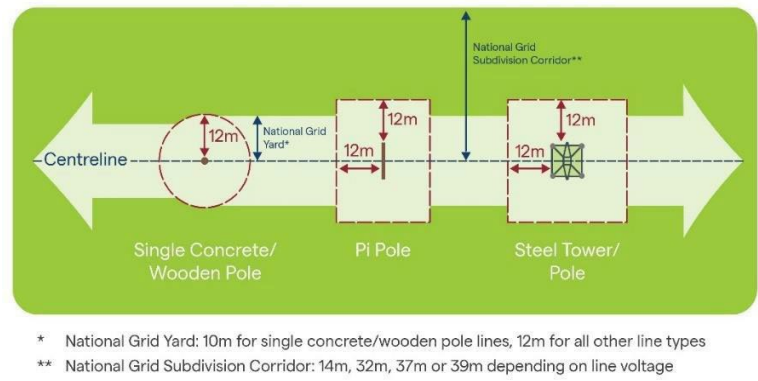 National Grid
Subdivision Corridor**
12m
National Grid
Yard*
12m
12m
12m
12m
Centreline
Single Concrete/
Wooden Pole
Pi Pole
Steel Tower/
Pole
* National Grid Yard: 10m for single concrete/wooden pole lines, 12m for all other line types
** National Grid Subdivision Corridor: 14m, 32m, 37m or 39m depending on line voltage